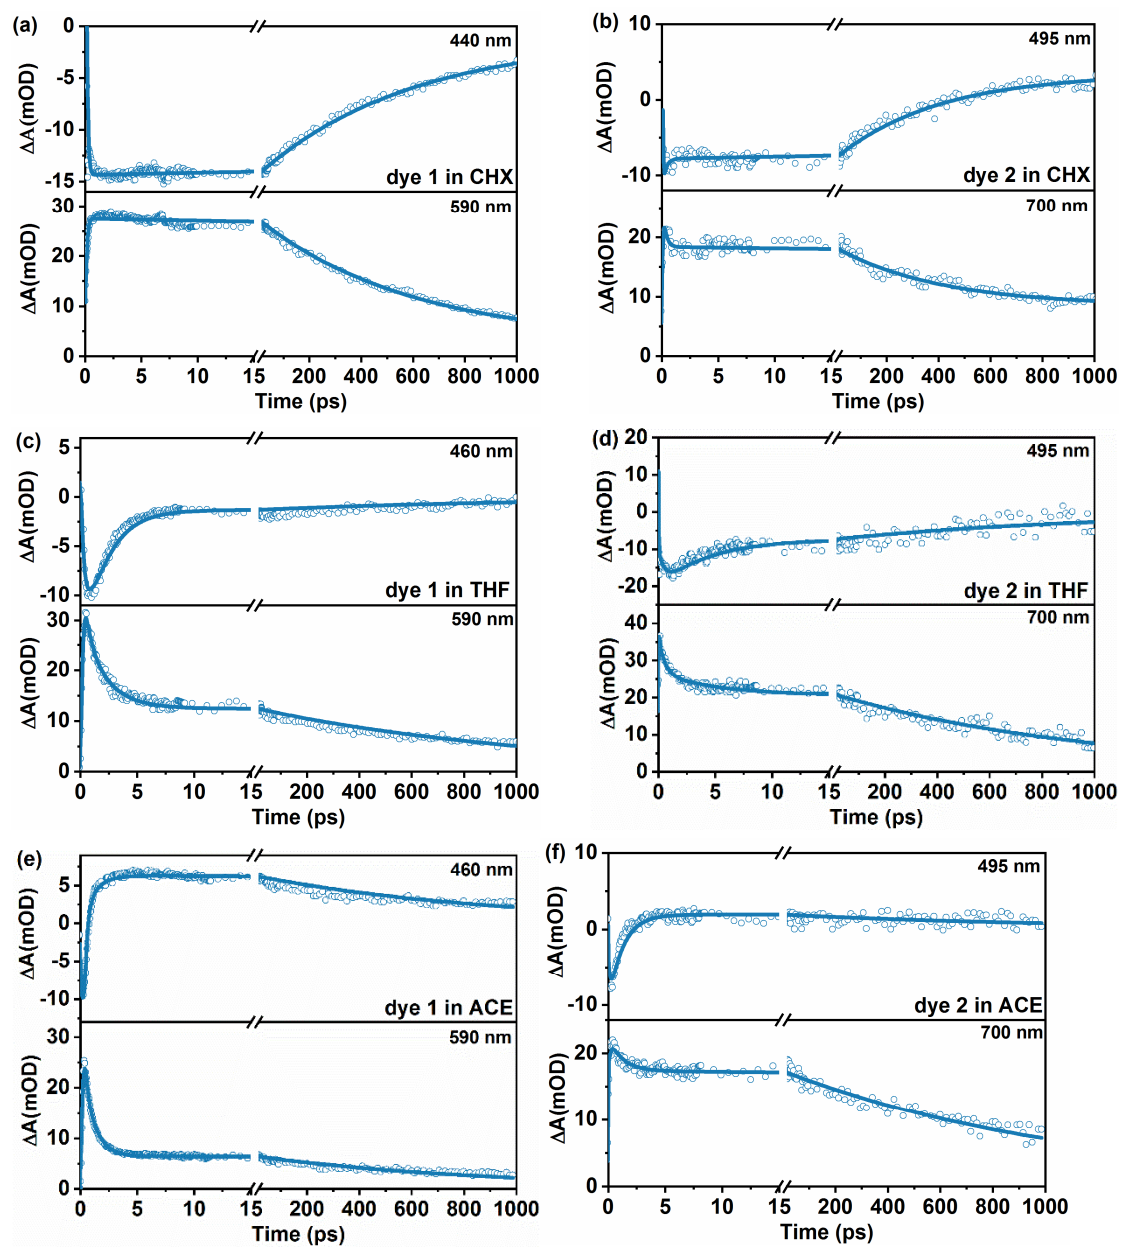 (a)
440 nm
0
-5
-10
-15
ΔA(mOD)
dye 1 in CHX
590 nm
30
20
10
0
ΔA(mOD)
0 5 10 15 200 400 600 800 1000
Time (ps)
(b)
495 nm
10
0
-10
ΔA(mOD)
dye 2 in CHX
700 nm
20
10
0
ΔA(mOD)
0 5 10 15 200 400 600 800 1000
Time (ps)
(c)
460 nm
5
0
-5
-10
ΔA(mOD)
dye 1 in THF
590 nm
30
20
10
0
ΔA(mOD)
0 5 10 15 200 400 600 800 1000
Time (ps)
(d)
495 nm
20
10
0
-10
-20
ΔA(mOD)
dye 2 in THF
700 nm
40
30
20
10
0
ΔA(mOD)
0 5 10 15 200 400 600 800 1000
Time (ps)
(e)
460 nm
5
0
-5
-10
ΔA(mOD)
dye 1 in ACE
590 nm
30
20
10
0
ΔA(mOD)
0 5 10 15 200 400 600 800 1000
Time (ps)
(f)
495 nm
10
0
-10
ΔA(mOD)
dye 2 in ACE
700 nm
20
10
0
ΔA(mOD)
0 5 10 15 200 400 600 800 1000
Time (ps)